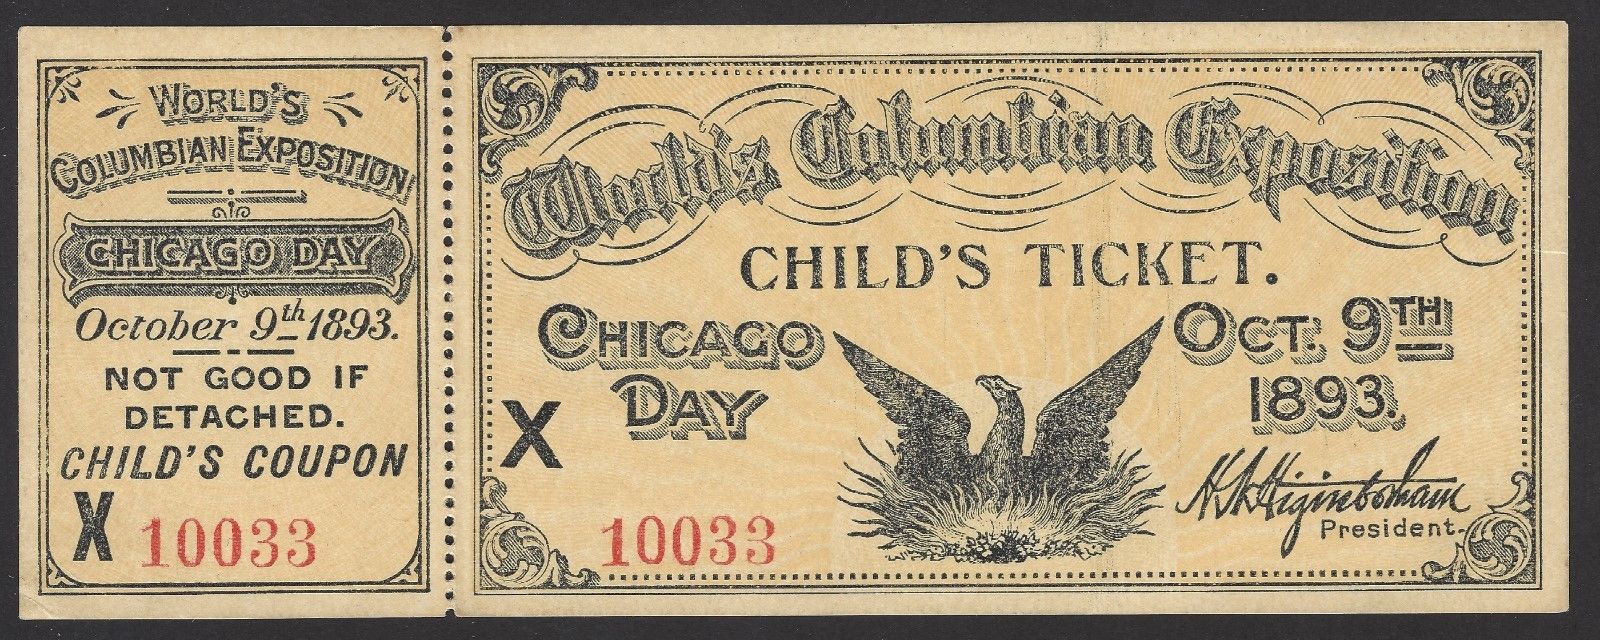 WORLD'S
COLUMBIAN EXPOSITION
CHICAGO DAY
October 9th 1893.
NOT GOOD IF
DETACHED.
CHILD'S COUPON
X 10033
World's Columbian Exposition
CHILD'S TICKET.
CHICAGO
DAY
OCT. 9TH
1893.
X
H N Higinbotham
President.
10033